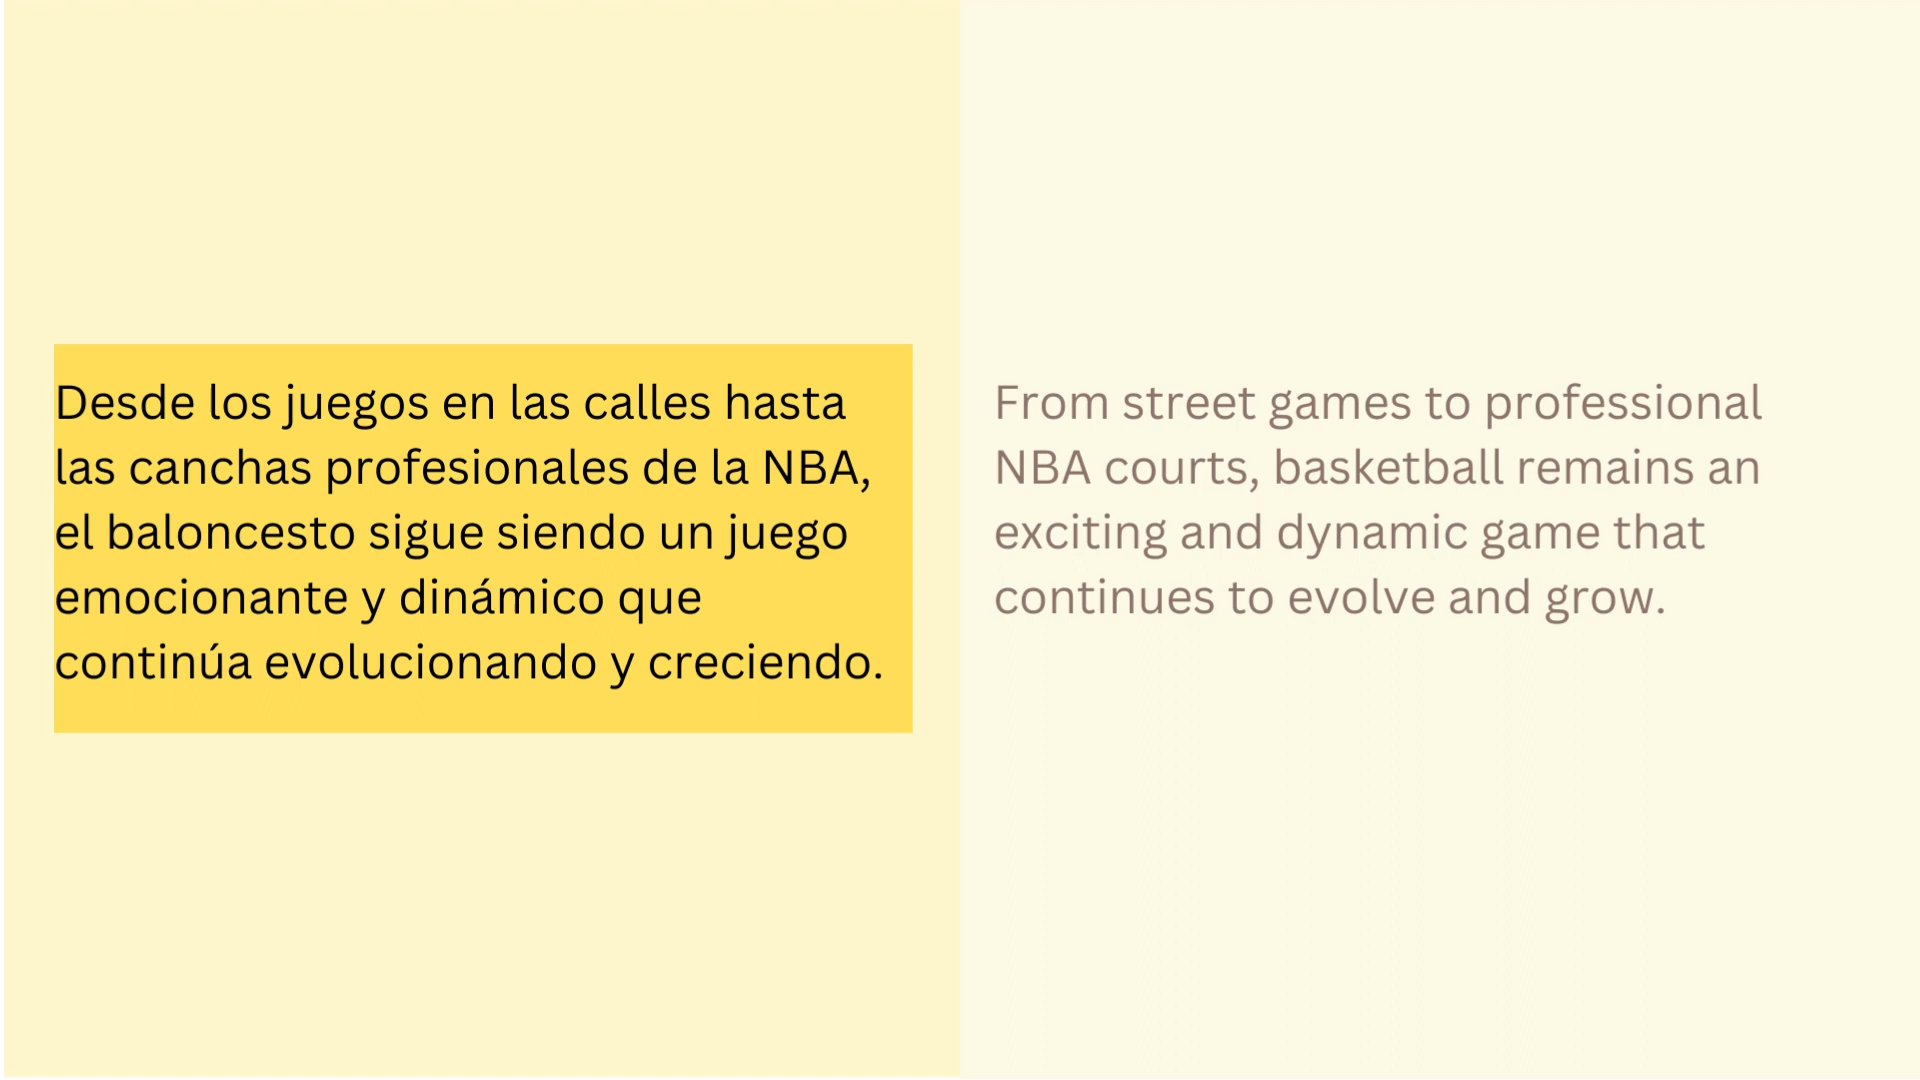 Desde los juegos en las calles hasta
las canchas profesionales de la NBA,
el baloncesto sigue siendo un juego
emocionante y dinámico que
continúa evolucionando y creciendo.
From street games to professional
NBA courts, basketball remains an
exciting and dynamic game that
continues to evolve and grow.